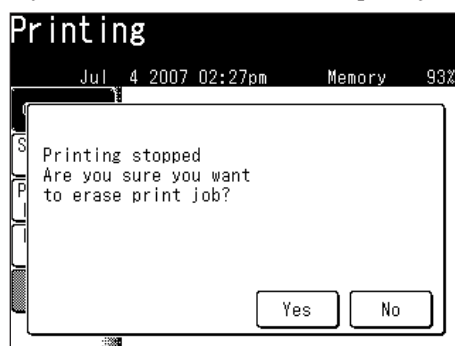 Printing
Jul 4 2007 02:27pm Memory 93%
S
P
Printing stopped
Are you sure you want
to erase print job?
Yes No